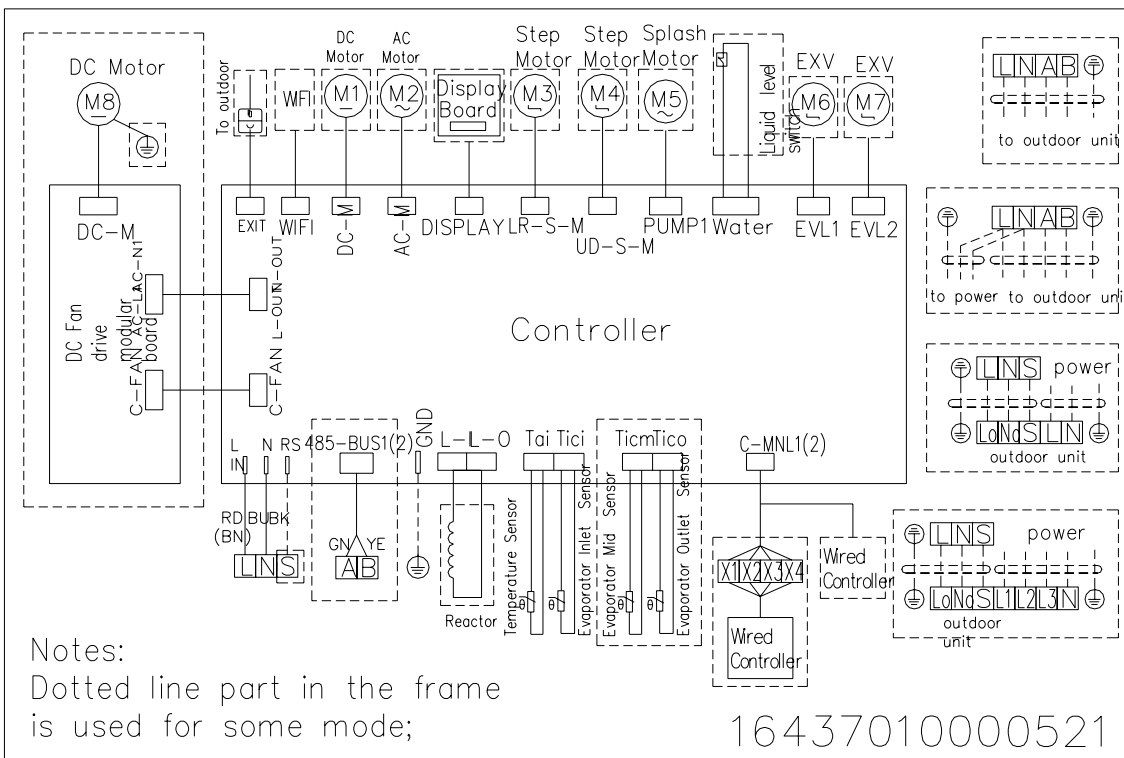 DC Motor
M8
DC-M
DC Fan
drive
modular
board
AC-N1
AC-L1
C-FAN
To outdoor
WIFI
DC
Motor
M1
AC
Motor
M2
Display
Board
Step
Motor
M3
Step
Motor
M4
Splash
Motor
M5
Liquid level
switch
EXV
M6
EXV
M7
EXIT
WIFI
DC-M
AC-M
DISPLAY
LR-S-M
UD-S-M
PUMP1
Water
EVL1
EVL2
N-OUT
L-OUT
C-FAN
Controller
L
IN
N
RS
485-BUS1(2)
GND
L-I
L-O
Tai
Tici
Ticm
Tico
C-MNL1(2)
RD
(BN)
BU
BK
L N S
GN
YE
A B
Reactor
Temperature Sensor
Evaporator Inlet Sensor
Evaporator Mid Sensor
Evaporator Outlet Sensor
θ
θ
θ
θ
X1 X2 X3 X4
Wired
Controller
Wired
Controller
L N A B
to outdoor unit
L N A B
to power to outdoor uni
L N S power
Lo No S L N
outdoor unit
L N S power
Lo No S L1 L2 L3 N
outdoor
unit
Notes:
Dotted line part in the frame
is used for some mode;
16437010000521